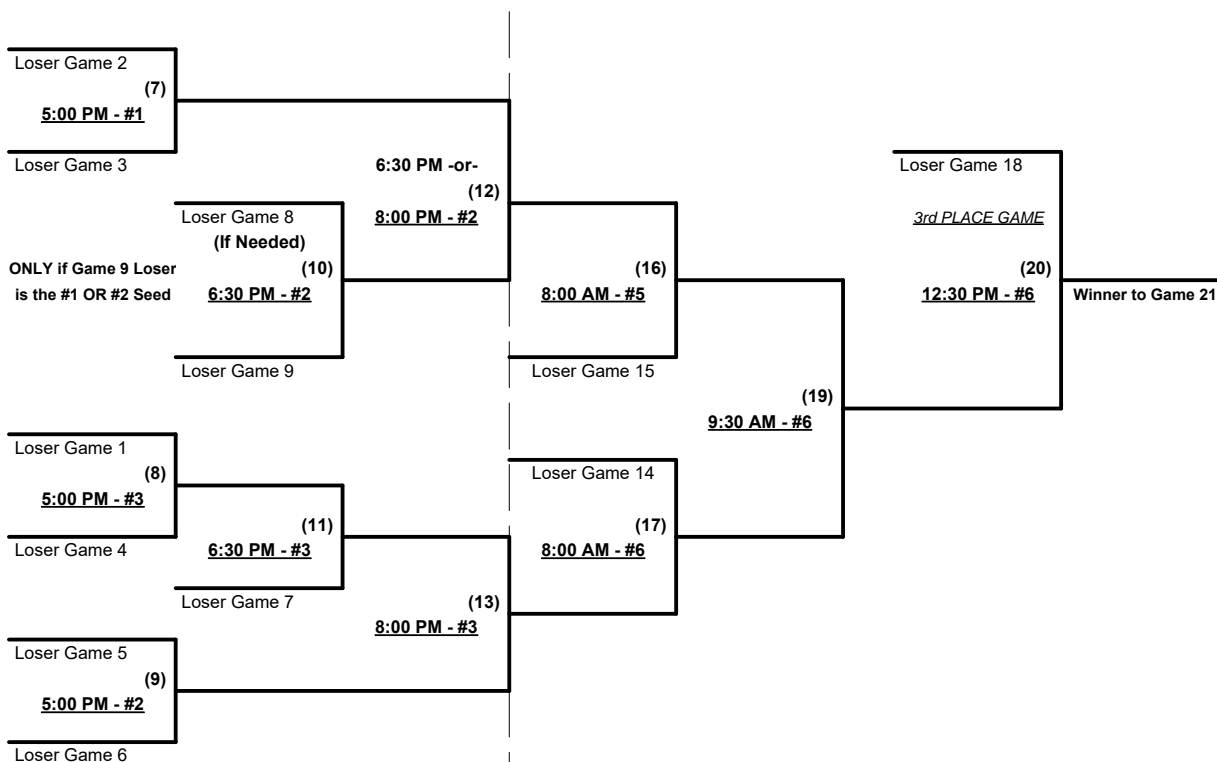 Loser Game 2
(7)
5:00 PM - #1
Loser Game 3
6:30 PM -or-
(12)
8:00 PM - #2
Loser Game 8
(If Needed)
(10)
6:30 PM - #2
ONLY if Game 9 Loser
is the #1 OR #2 Seed
Loser Game 9
(16)
8:00 AM - #5
Loser Game 15
Loser Game 18
3rd PLACE GAME
(20)
12:30 PM - #6
Winner to Game 21
(19)
9:30 AM - #6
Loser Game 1
(8)
5:00 PM - #3
Loser Game 4
(11)
6:30 PM - #3
Loser Game 7
Loser Game 14
(17)
8:00 AM - #6
(13)
8:00 PM - #3
Loser Game 5
(9)
5:00 PM - #2
Loser Game 6